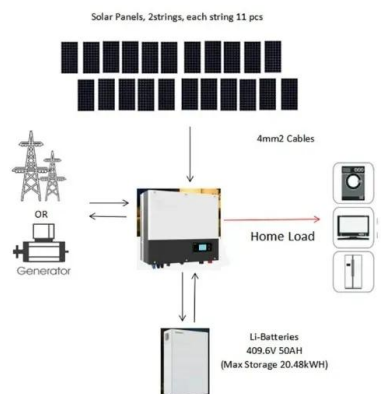 Solar Panels, 2strings, each string 11 pcs
4mm2 Cables
OR
Home Load
Generator
Li-Batteries
409.6V 50AH
(Max Storage 20.48kWH)